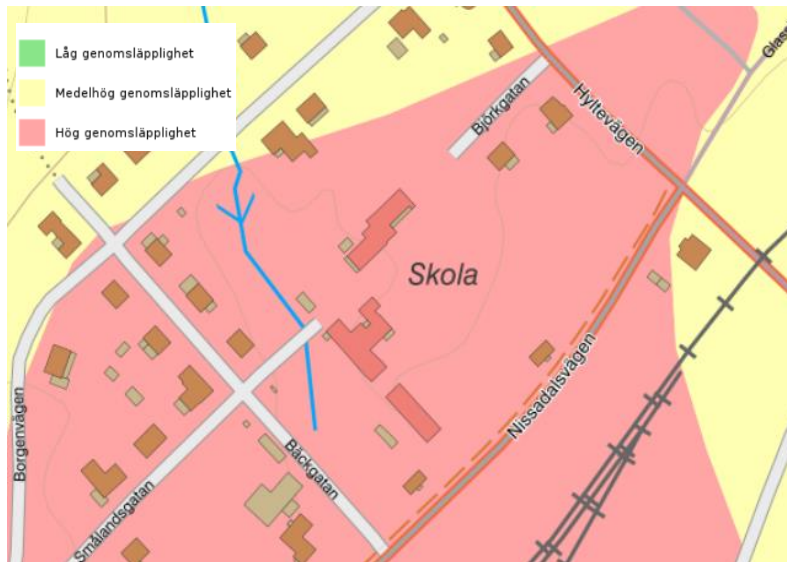 Låg genomsläpplighet
Medelhög genomsläpplighet
Hög genomsläpplighet
Björkgatan
Hyltevägen
Skola
Nissadalsvägen
Borgenvägen
Bäckgatan
Smålandsgatan